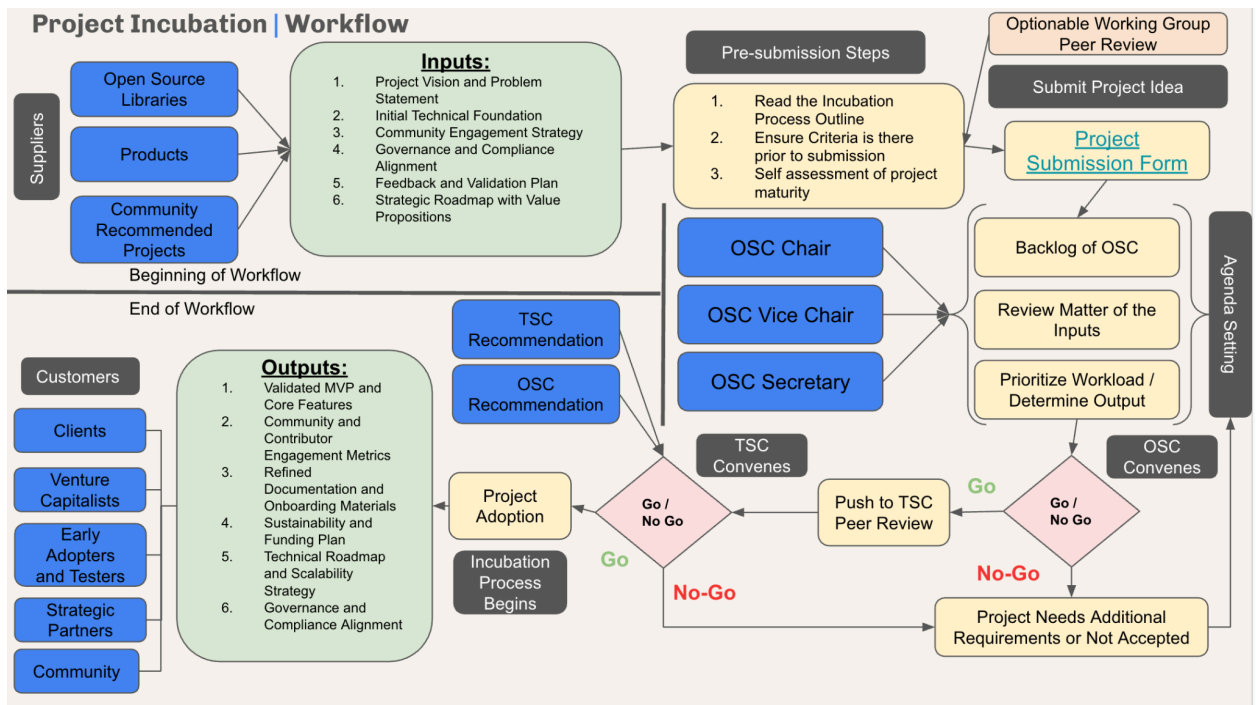 Project Incubation | Workflow
Suppliers
Open Source
Libraries
Products
Community
Recommended
Projects
Inputs:
1. Project Vision and Problem
Statement
2. Initial Technical Foundation
3. Community Engagement Strategy
4. Governance and Compliance
Alignment
5. Feedback and Validation Plan
6. Strategic Roadmap with Value
Propositions
Pre-submission Steps
1. Read the Incubation
Process Outline
2. Ensure Criteria is there
prior to submission
3. Self assessment of project
maturity
Optionable Working Group
Peer Review
Submit Project Idea
Project
Submission Form
Beginning of Workflow
End of Workflow
OSC Chair
OSC Vice Chair
OSC Secretary
Backlog of OSC
Review Matter of the
Inputs
Prioritize Workload /
Determine Output
Agenda Setting
OSC
Convenes
Go /
No Go
Go
No-Go
Push to TSC
Peer Review
TSC
Convenes
TSC
Recommendation
OSC
Recommendation
Go /
No Go
Go
No-Go
Project Needs Additional
Requirements or Not Accepted
Project
Adoption
Incubation
Process
Begins
Outputs:
1. Validated MVP and
Core Features
2. Community and
Contributor
Engagement Metrics
3. Refined
Documentation and
Onboarding Materials
4. Sustainability and
Funding Plan
5. Technical Roadmap
and Scalability
Strategy
6. Governance and
Compliance Alignment
Customers
Clients
Venture
Capitalists
Early
Adopters
and Testers
Strategic
Partners
Community